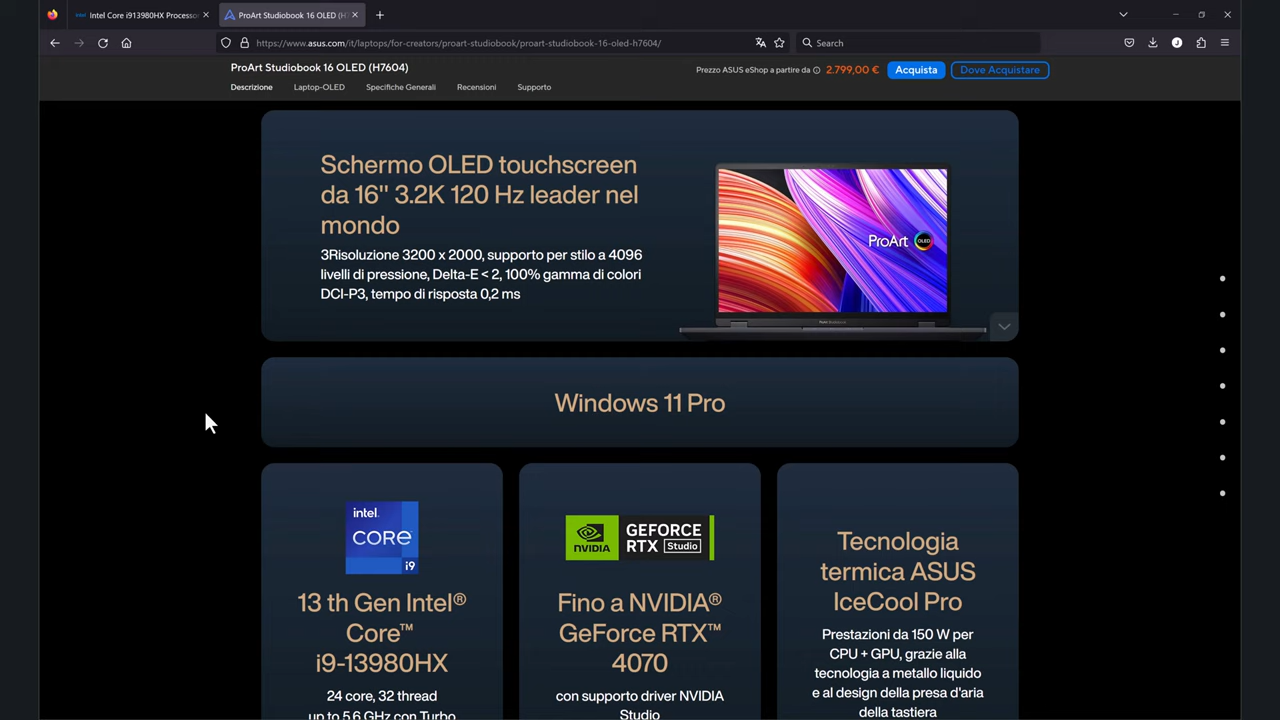 Intel Core i913980HX Processor
ProArt Studiobook 16 OLED (H
https://www.asus.com/it/laptops/for-creators/proart-studiobook/proart-studiobook-16-oled-h7604/
Search
ProArt Studiobook 16 OLED (H7604)
Prezzo ASUS eShop a partire da 2.799,00 € Acquista Dove Acquistare
Descrizione Laptop-OLED Specifiche Generali Recensioni Supporto
Schermo OLED touchscreen
da 16" 3.2K 120 Hz leader nel
mondo
3Risoluzione 3200 x 2000, supporto per stilo a 4096
livelli di pressione, Delta-E < 2, 100% gamma di colori
DCI-P3, tempo di risposta 0,2 ms
ProArt OLED
Windows 11 Pro
intel.
CORE
i9
13 th Gen Intel®
Core™
i9-13980HX
24 core, 32 thread
up to 5.6 GHz con Turbo
NVIDIA
GEFORCE
RTX Studio
Fino a NVIDIA®
GeForce RTX™
4070
con supporto driver NVIDIA
Studio
Tecnologia
termica ASUS
IceCool Pro
Prestazioni da 150 W per
CPU + GPU, grazie alla
tecnologia a metallo liquido
e al design della presa d'aria
della tastiera